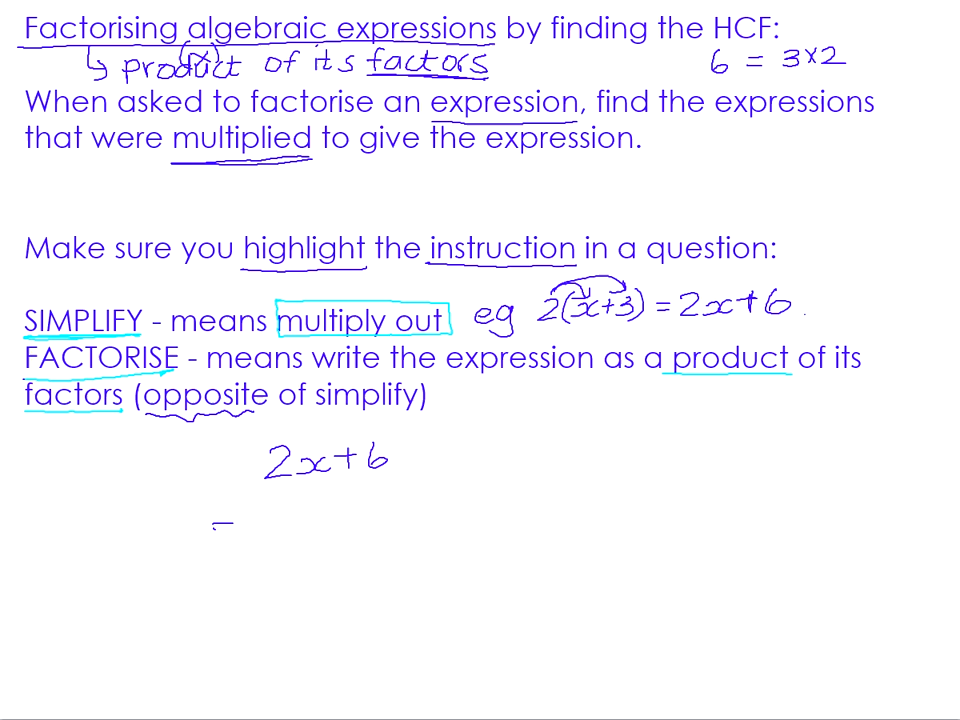 Factorising algebraic expressions by finding the HCF:
↳ product (×) of its factors 6 = 3×2
When asked to factorise an expression, find the expressions
that were multiplied to give the expression.
Make sure you highlight the instruction in a question:
SIMPLIFY - means multiply out eg 2(x+3) = 2x+6.
FACTORISE - means write the expression as a product of its
factors (opposite of simplify)
2x+6
=